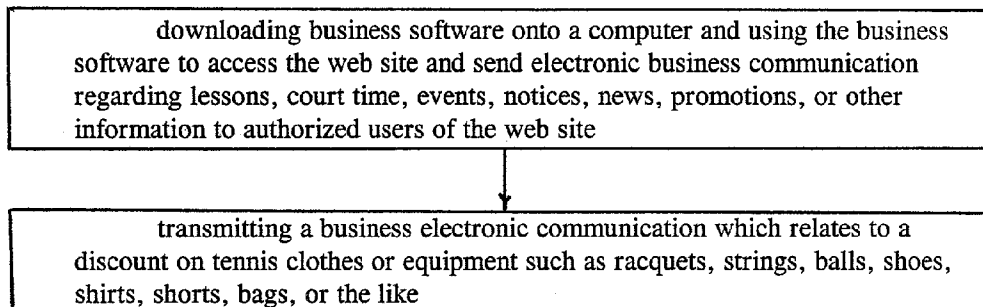 downloading business software onto a computer and using the business
software to access the web site and send electronic business communication
regarding lessons, court time, events, notices, news, promotions, or other
information to authorized users of the web site
transmitting a business electronic communication which relates to a
discount on tennis clothes or equipment such as racquets, strings, balls, shoes,
shirts, shorts, bags, or the like